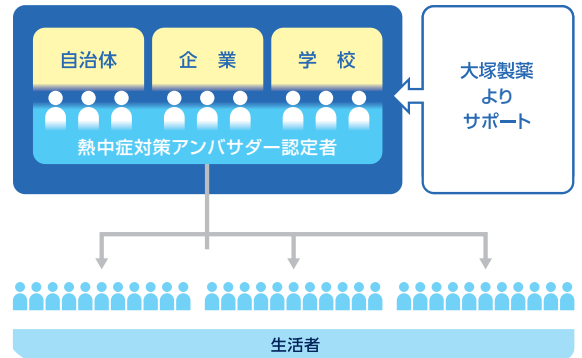 自治体
企業
学校
熱中症対策アンバサダー認定者
大塚製薬
より
サポート
生活者